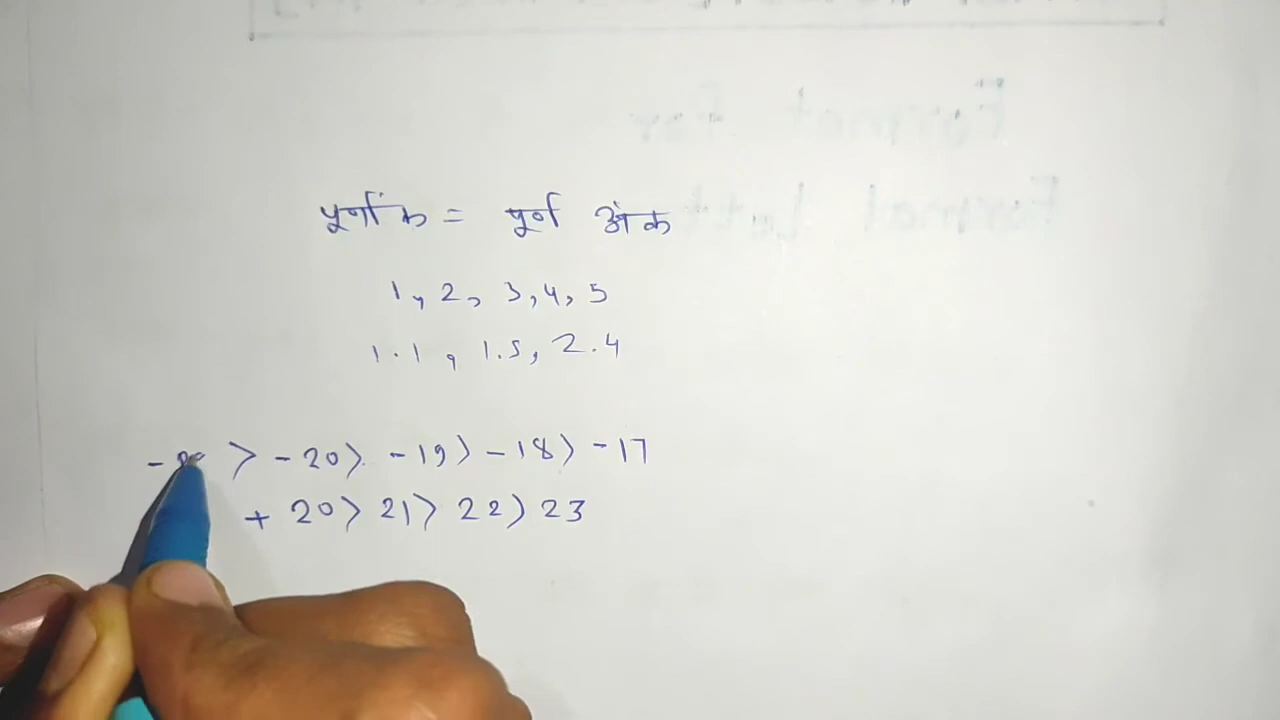 पूर्णांक = पूर्ण अंक
1, 2, 3, 4, 5
1.1, 1.5, 2.4
> -20> -19> -18> -17
+ 20> 21> 22> 23